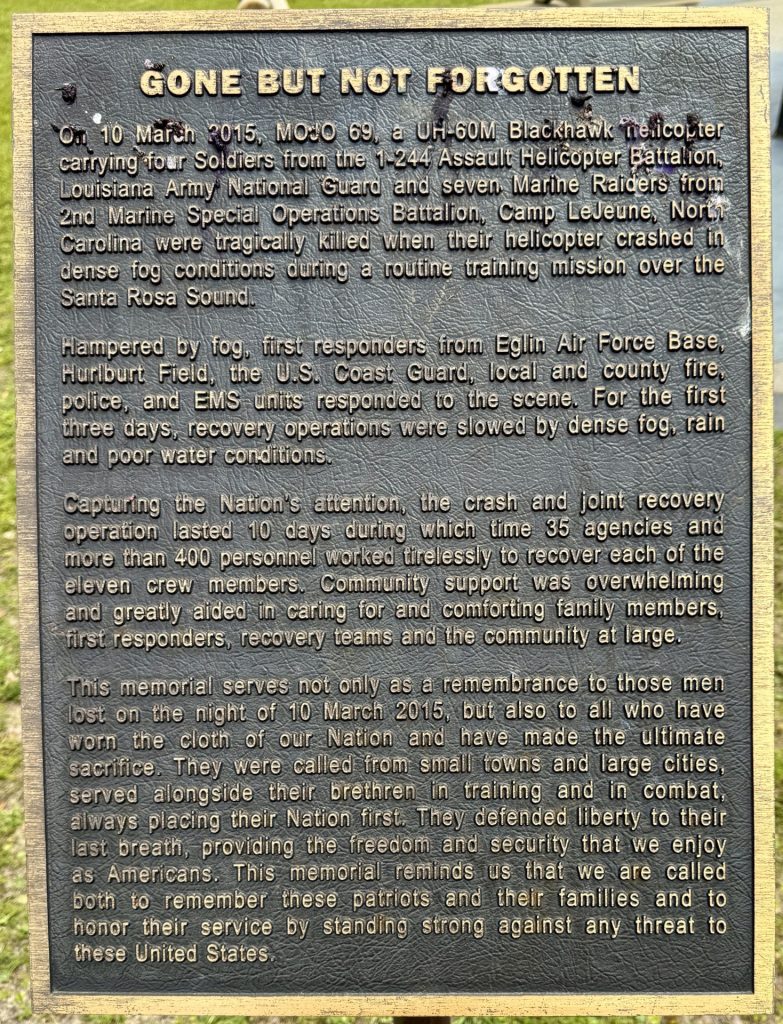 GONE BUT NOT FORGOTTEN
On 10 March 2015, MOJO 69, a UH-60M Blackhawk helicopter
carrying four Soldiers from the 1-244 Assault Helicopter Battalion,
Louisiana Army National Guard and seven Marine Raiders from
2nd Marine Special Operations Battalion, Camp LeJeune, North
Carolina were tragically killed when their helicopter crashed in
dense fog conditions during a routine training mission over the
Santa Rosa Sound.
Hampered by fog, first responders from Eglin Air Force Base,
Hurlburt Field, the U.S. Coast Guard, local and county fire,
police, and EMS units responded to the scene. For the first
three days, recovery operations were slowed by dense fog, rain
and poor water conditions.
Capturing the Nation's attention, the crash and joint recovery
operation lasted 10 days during which time 35 agencies and
more than 400 personnel worked tirelessly to recover each of the
eleven crew members. Community support was overwhelming
and greatly aided in caring for and comforting family members,
first responders, recovery teams and the community at large.
This memorial serves not only as a remembrance to those men
lost on the night of 10 March 2015, but also to all who have
worn the cloth of our Nation and have made the ultimate
sacrifice. They were called from small towns and large cities,
served alongside their brethren in training and in combat,
always placing their Nation first. They defended liberty to their
last breath, providing the freedom and security that we enjoy
as Americans. This memorial reminds us that we are called
both to remember these patriots and their families and to
honor their service by standing strong against any threat to
these United States.